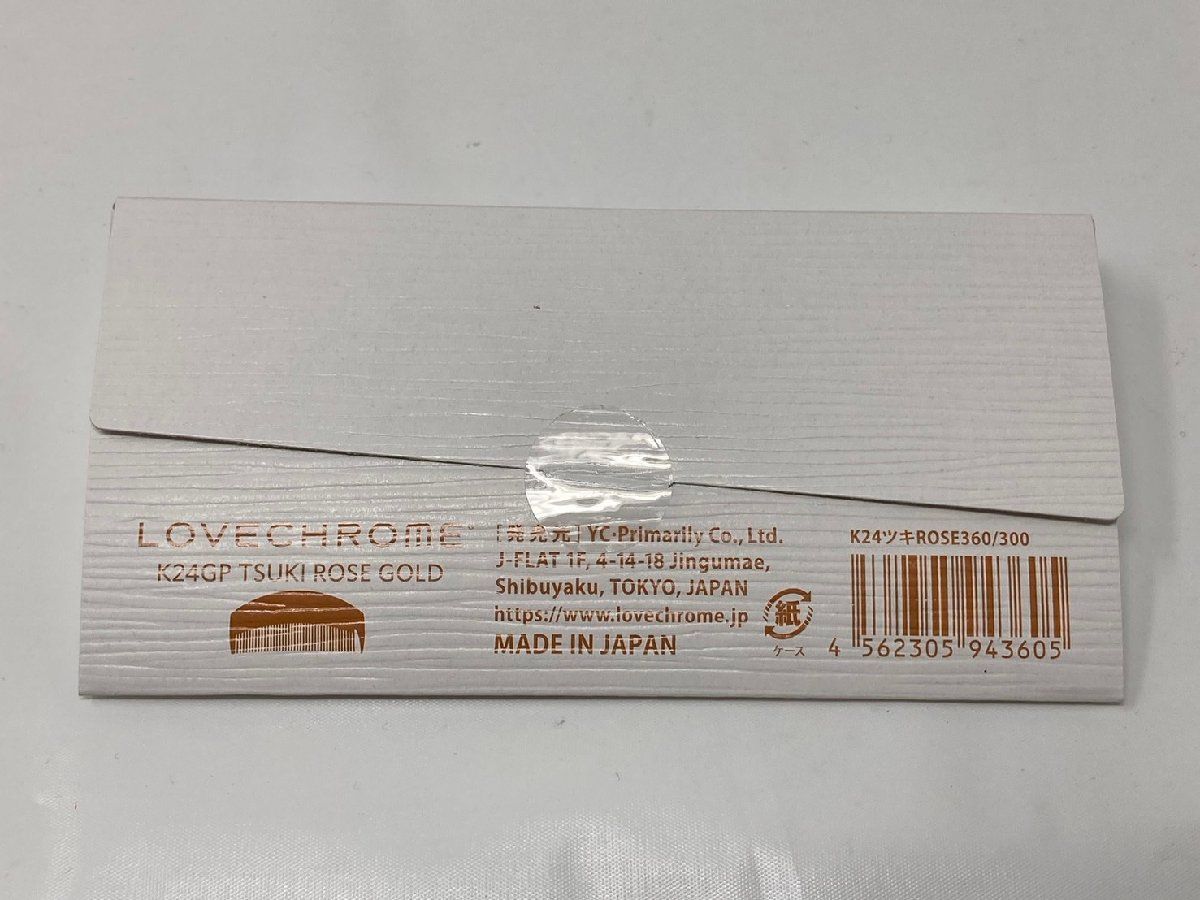 LOVECHROME®
K24GP TSUKI ROSE GOLD
[発売元] YC・Primarily Co., Ltd.
J-FLAT 1F, 4-14-18 Jingumae,
Shibuyaku, TOKYO, JAPAN
https://www.lovechrome.jp
MADE IN JAPAN
紙
ケース
K24ツキROSE360/300
4 562305 943605